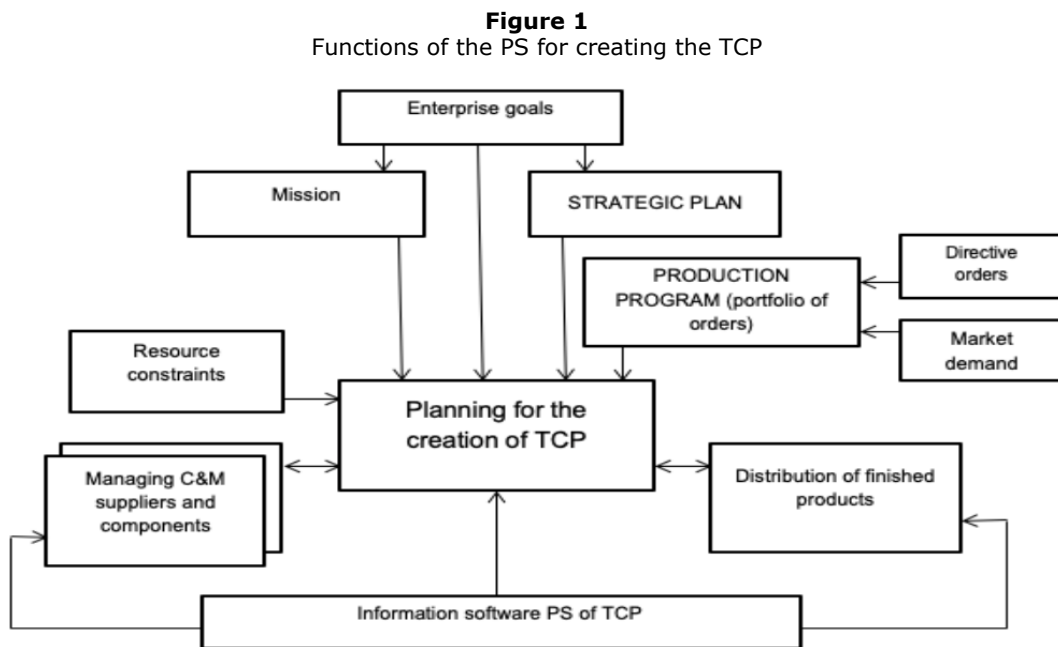 Figure 1
Functions of the PS for creating the TCP
Enterprise goals
Mission
STRATEGIC PLAN
Directive
orders
PRODUCTION
PROGRAM (portfolio of
orders)
Market
demand
Resource
constraints
Planning for the
creation of TCP
Managing C&M
suppliers and
components
Distribution of finished
products
Information software PS of TCP